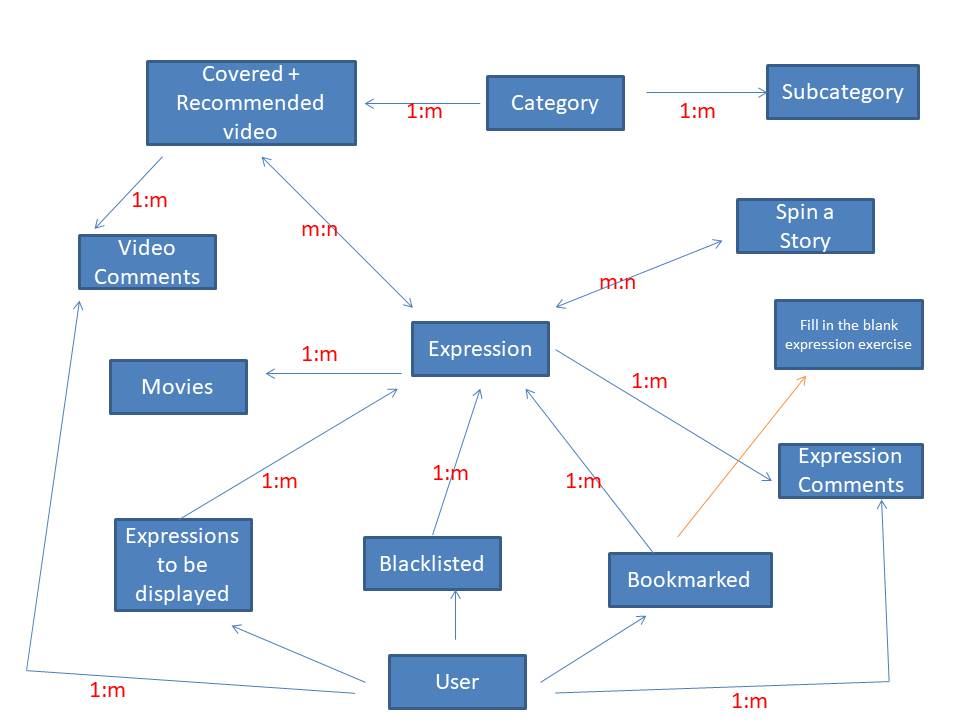 Covered +
Recommended
video
1:m
Category
1:m
Subcategory
1:m
m:n
Spin a
Story
Video
Comments
m:n
Fill in the blank
expression exercise
1:m
Expression
Movies
1:m
1:m
1:m
1:m
Expression
Comments
Expressions
to be
displayed
Blacklisted
Bookmarked
User
1:m
1:m